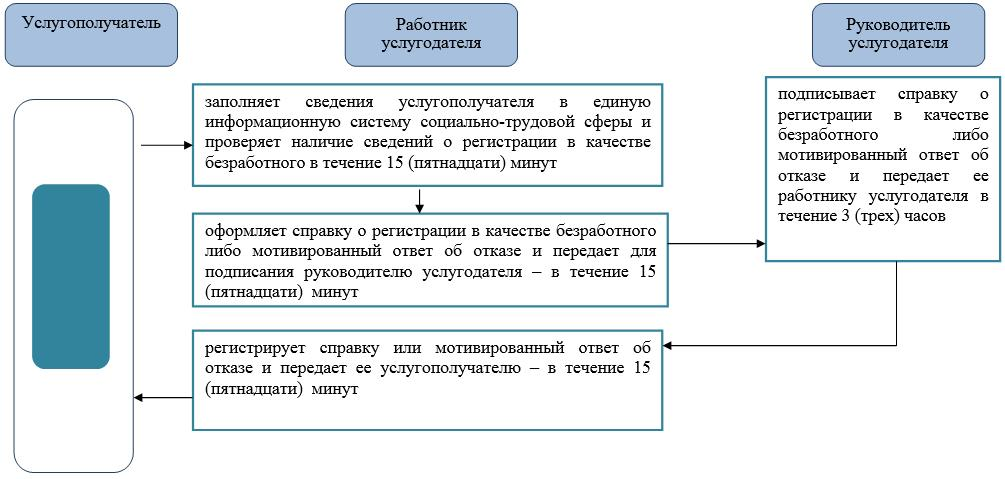 Услугополучатель
Работник
услугодателя
Руководитель
услугодателя
заполняет сведения услугополучателя в единую
информационную систему социально-трудовой сферы и
проверяет наличие сведений о регистрации в качестве
безработного в течение 15 (пятнадцати) минут
оформляет справку о регистрации в качестве безработного
либо мотивированный ответ об отказе и передает для
подписания руководителю услугодателя – в течение 15
(пятнадцати) минут
подписывает справку о
регистрации в качестве
безработного либо
мотивированный ответ об
отказе и передает ее
работнику услугодателя в
течение 3 (трех) часов
регистрирует справку или мотивированный ответ об
отказе и передает ее услугополучателю – в течение 15
(пятнадцати) минут